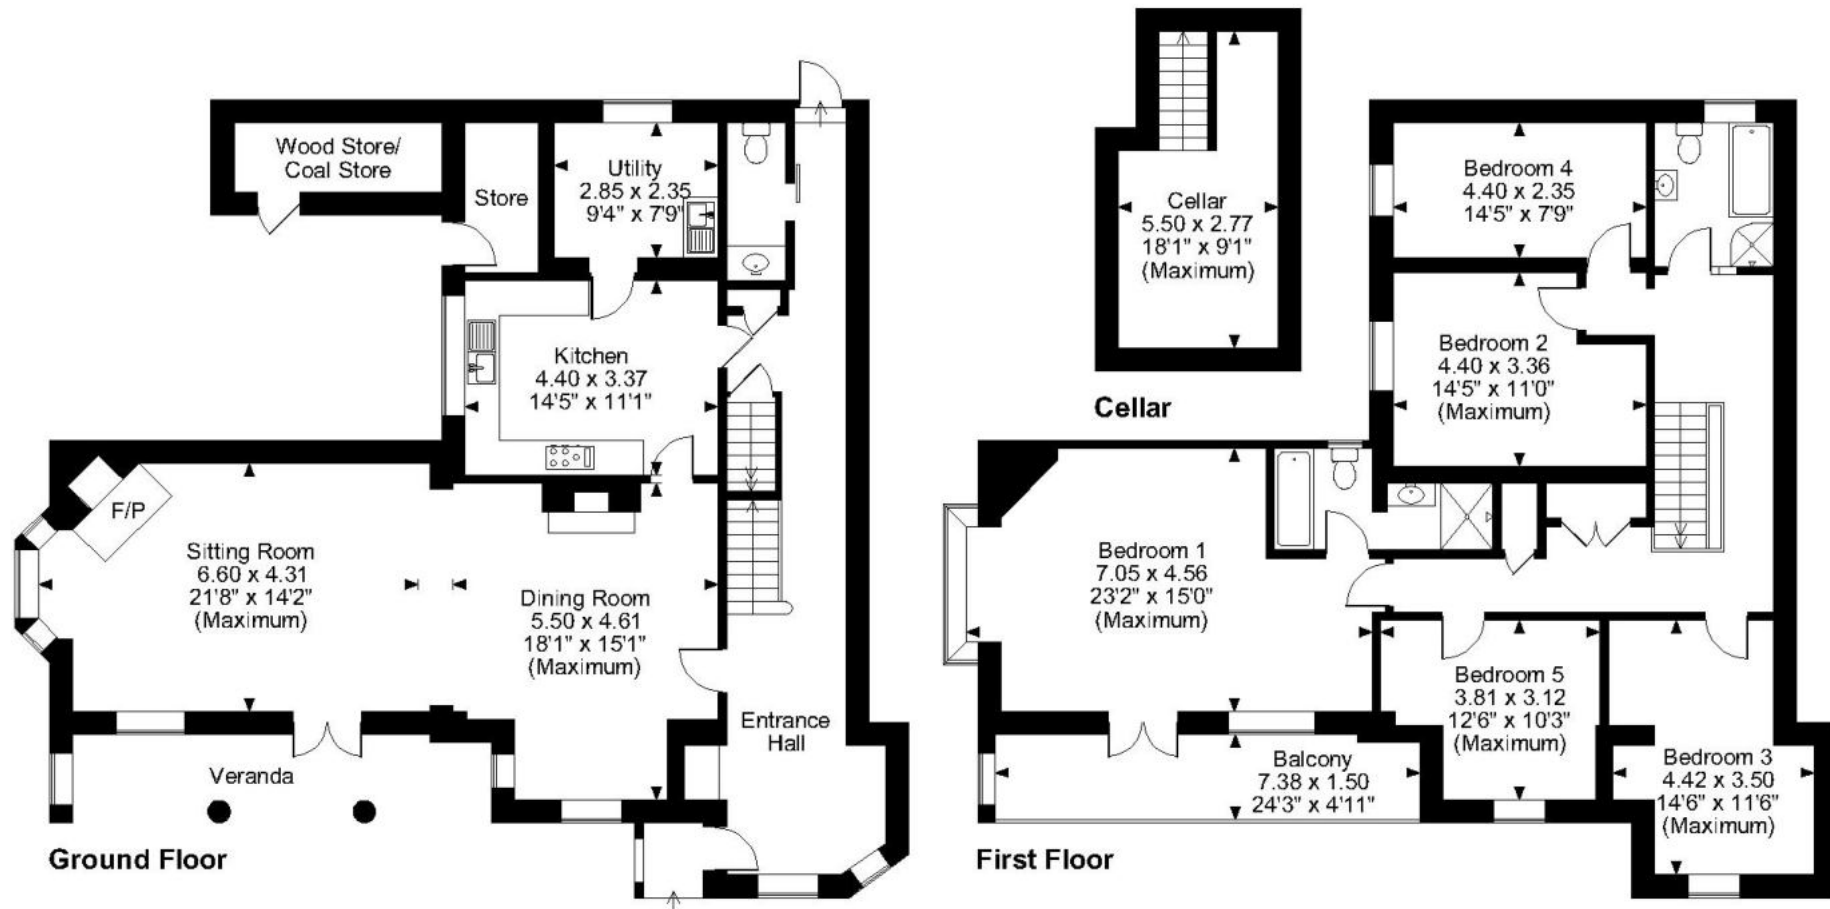 Wood Store/
Coal Store
Store
Utility
2.85 x 2.35
9'4" x 7'9"
Kitchen
4.40 x 3.37
14'5" x 11'1"
F/P
Sitting Room
6.60 x 4.31
21'8" x 14'2"
(Maximum)
Dining Room
5.50 x 4.61
18'1" x 15'1"
(Maximum)
Entrance
Hall
Veranda
Ground Floor
Cellar
5.50 x 2.77
18'1" x 9'1"
(Maximum)
Cellar
Bedroom 4
4.40 x 2.35
14'5" x 7'9"
Bedroom 2
4.40 x 3.36
14'5" x 11'0"
(Maximum)
Bedroom 1
7.05 x 4.56
23'2" x 15'0"
(Maximum)
Bedroom 5
3.81 x 3.12
12'6" x 10'3"
(Maximum)
Bedroom 3
4.42 x 3.50
14'6" x 11'6"
(Maximum)
Balcony
7.38 x 1.50
24'3" x 4'11"
First Floor